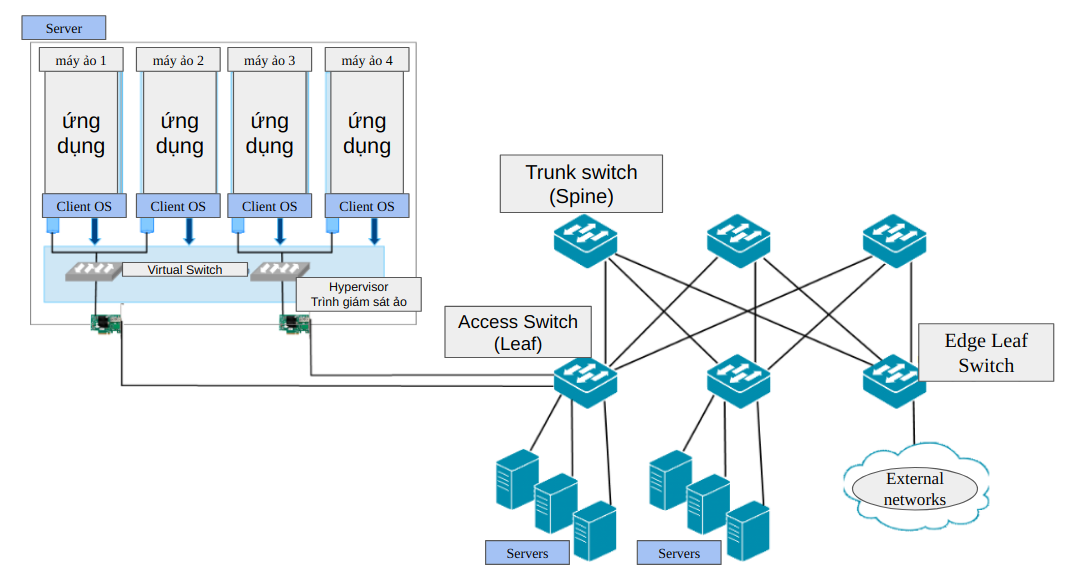 Server
máy ảo 1
máy ảo 2
máy ảo 3
máy ảo 4
ứng
dụng
ứng
dụng
ứng
dụng
ứng
dụng
Client OS
Client OS
Client OS
Client OS
Virtual Switch
Hypervisor
Trình giám sát ảo
Trunk switch
(Spine)
Access Switch
(Leaf)
Edge Leaf
Switch
External
networks
Servers
Servers